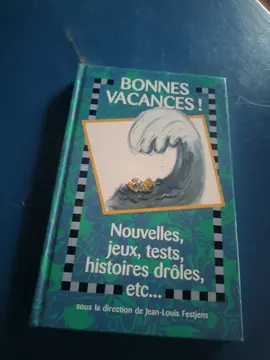 BONNES
VACANCES !
Nouvelles,
jeux, tests,
histoires drôles,
etc...
sous la direction de Jean-Louis Festjens